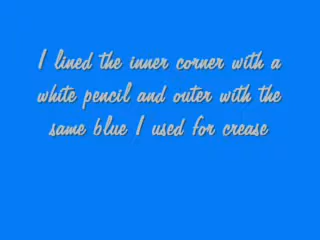 I lined the inner corner with a
white pencil and outer with the
same blue I used for crease